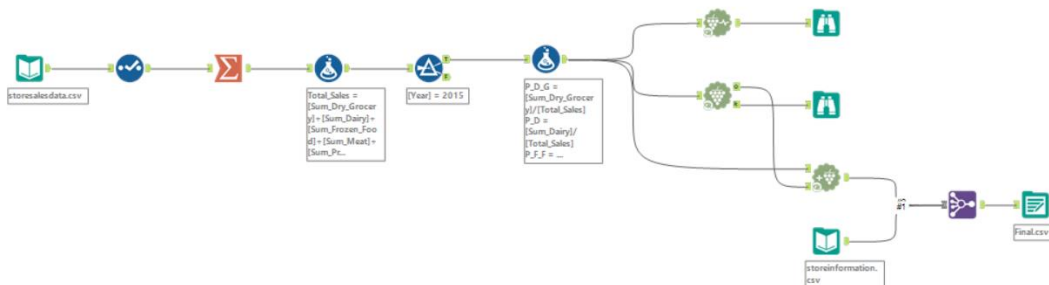 storesalesdata.csv
Total_Sales =
[Sum_Dry_Grocer
y]+[Sum_Dairy]+
[Sum_Frozen_Foo
d]+[Sum_Meat]+
[Sum_Pr...
[Year] = 2015
T
F
P_D_G =
[Sum_Dry_Grocer
y]/[Total_Sales]
P_D =
[Sum_Dairy]/
[Total_Sales]
P_F_F = ...
O
R
storeinformation.
csv
Final.csv